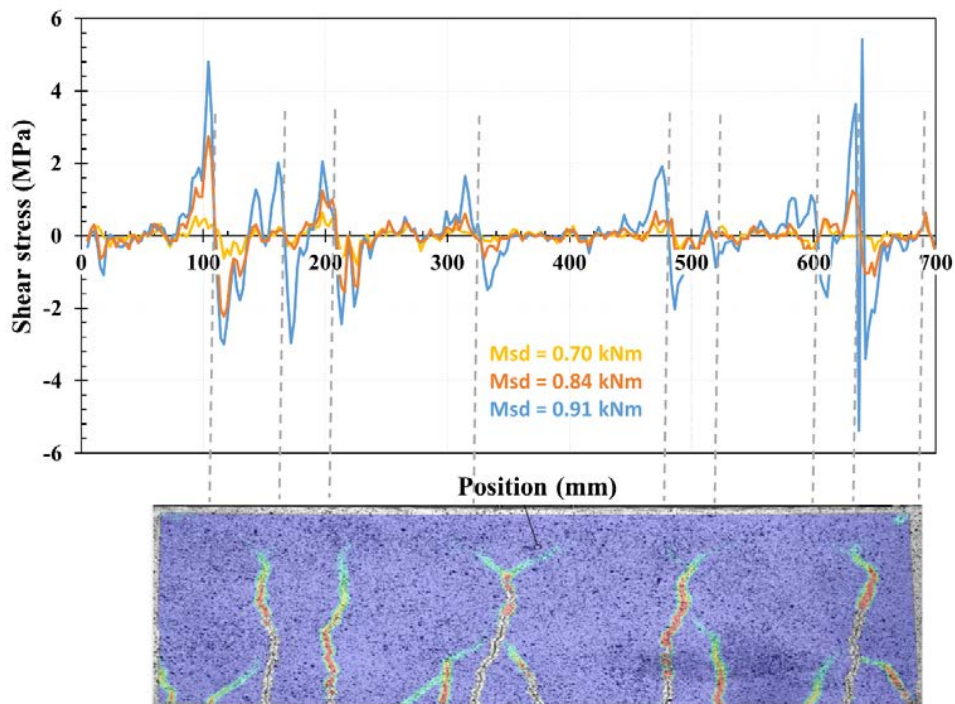 6
4
2
0
-2
-4
-6
Shear stress (MPa)
0 100 200 300 400 500 600 700
Msd = 0.70 kNm
Msd = 0.84 kNm
Msd = 0.91 kNm
Position (mm)